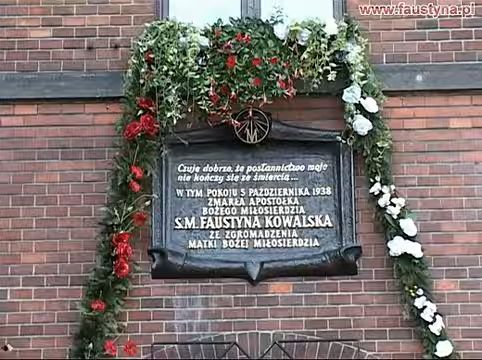 www.faustyna.pl
Czuję dobrze, że posłannictwo moje
nie kończy się ze śmiercią...
W TYM POKOJU 5 PAŹDZIERNIKA 1938
ZMARŁA APOSTOŁKA
BOŻEGO MIŁOSIERDZIA
S.M. FAUSTYNA KOWALSKA
ZE ZGROMADZENIA
MATKI BOŻEJ MIŁOSIERDZIA